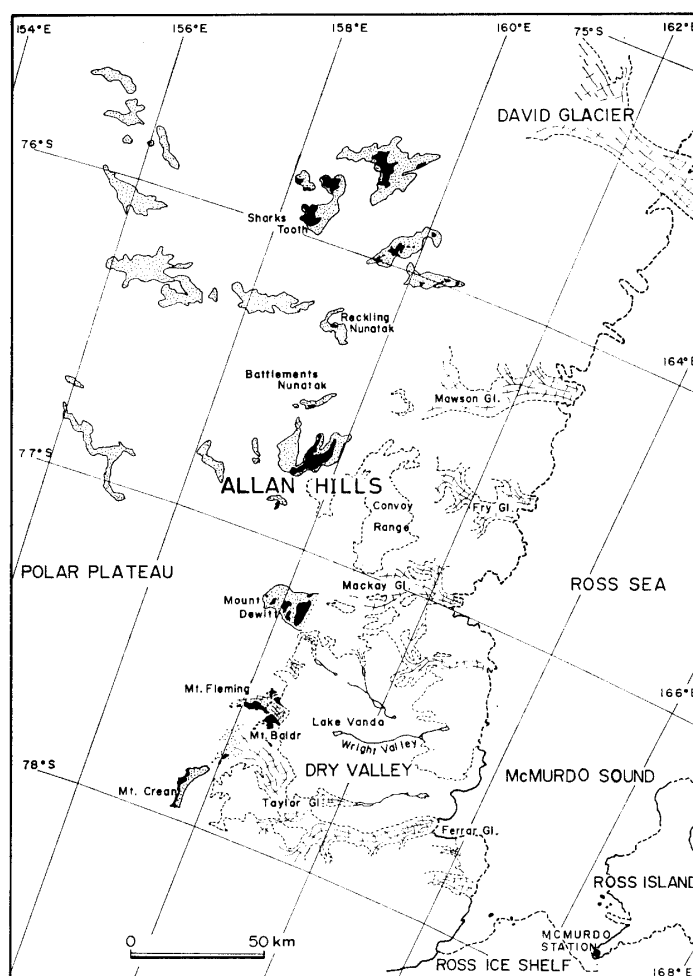 154°E
156°E
158°E
160°E
75°S
162°E
DAVID GLACIER
76°S
Sharks
Tooth
Reckling
Nunatak
164°E
Battlements
Nunatak
Mawson Gl.
77°S
ALLAN HILLS
Convoy
Range
Fry Gl.
POLAR PLATEAU
Mackay Gl.
ROSS SEA
Mount
Dewitt
Mt. Fleming
166°E
Lake Vanda
Mt. Baldr
Wright Valley
78°S
DRY VALLEY
McMURDO SOUND
Mt. Crean
Taylor Gl.
Ferrar Gl.
ROSS ISLAND
0 50 km
MCMURDO
STATION
ROSS ICE SHELF
168°E